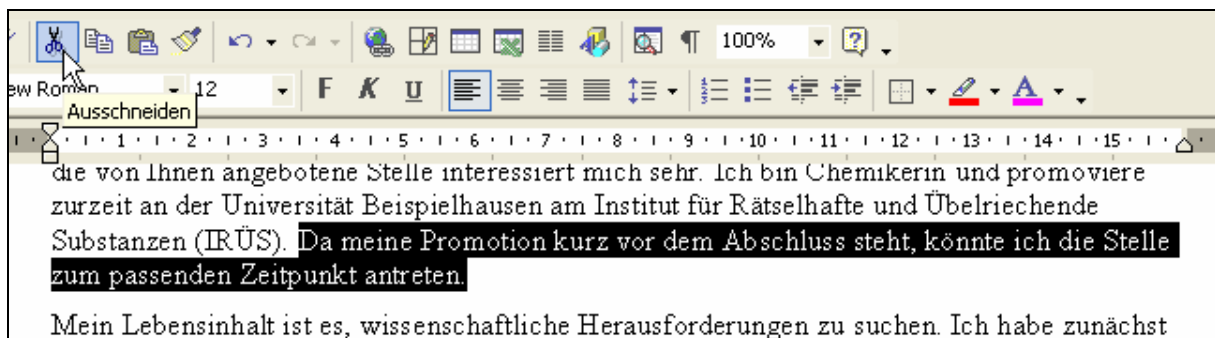 100%
ew Roman 12 F K U
Ausschneiden
1 2 3 4 5 6 7 8 9 10 11 12 13 14 15
die von Ihnen angebotene Stelle interessiert mich sehr. Ich bin Chemikerin und promoviere
zurzeit an der Universität Beispielhausen am Institut für Rätselhafte und Übelriechende
Substanzen (IRÜS). Da meine Promotion kurz vor dem Abschluss steht, könnte ich die Stelle
zum passenden Zeitpunkt antreten.
Mein Lebensinhalt ist es, wissenschaftliche Herausforderungen zu suchen. Ich habe zunächst